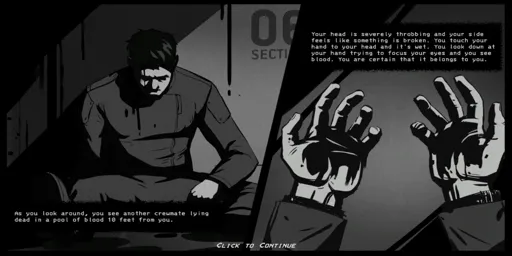 06
SECTI
Your head is severely throbbing and your side
feels like something is broken. You touch your
hand to your head and it's wet. You look down at
your hand trying to focus your eyes and you see
blood. You are certain that it belongs to you.
As you look around, you see another crewmate lying
dead in a pool of blood 10 feet from you.
Click to Continue